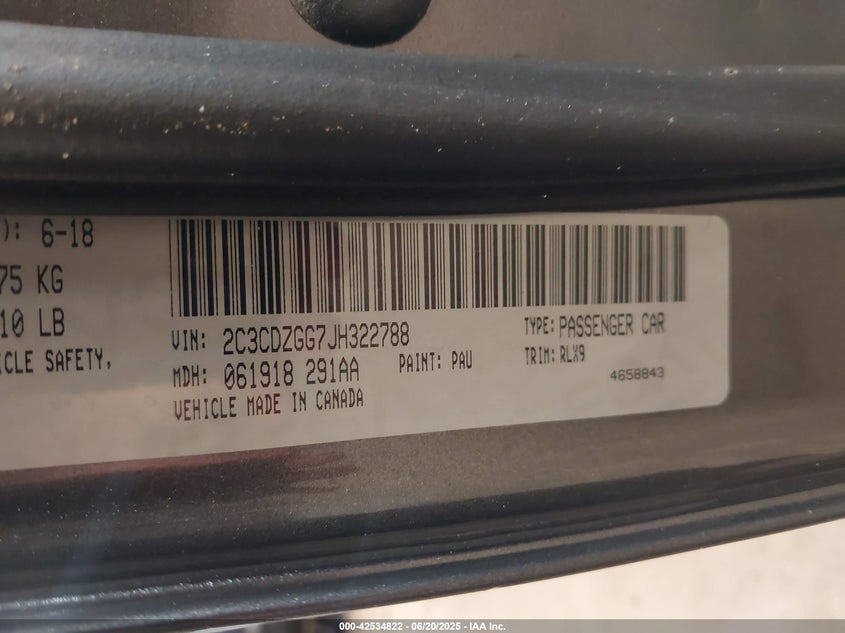 ): 6-18
75 KG
10 LB
ICLE SAFETY,
VIN: 2C3CDZGG7JH322788
TYPE: PASSENGER CAR
MDH: 061918 291AA
PAINT: PAU
TRIM: RLX9
VEHICLE MADE IN CANADA
4658843
000-42534822 - 06/20/2025 - IAA Inc.